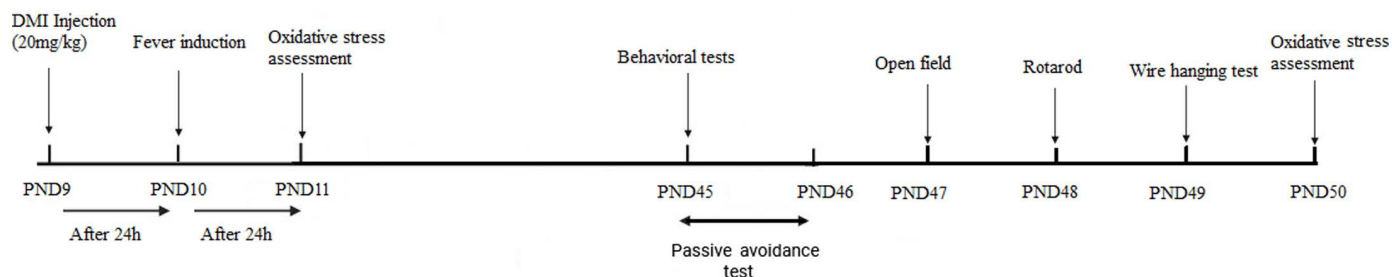 DMI Injection
(20mg/kg)
Fever induction
Oxidative stress
assessment
Behavioral tests
Open field
Rotarod
Wire hanging test
Oxidative stress
assessment
PND9
PND10
PND11
PND45
PND46
PND47
PND48
PND49
PND50
After 24h
After 24h
Passive avoidance
test